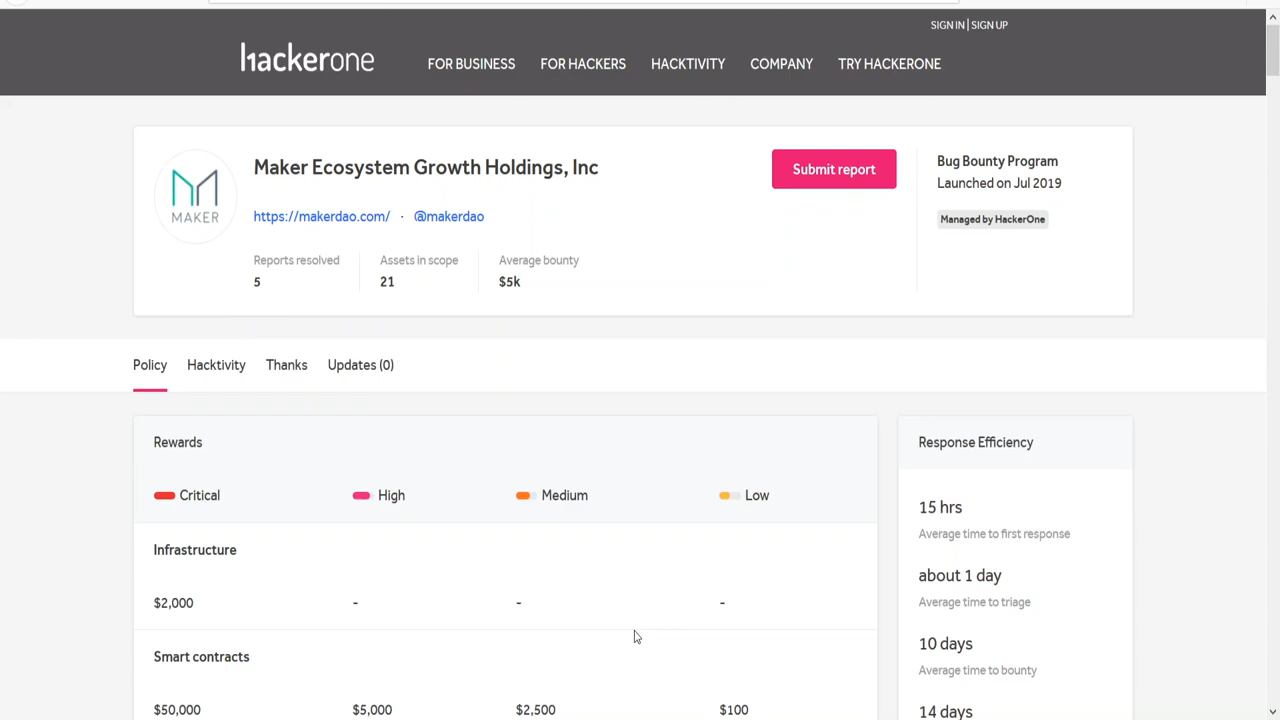 SIGN IN | SIGN UP
hackerone
FOR BUSINESS FOR HACKERS HACKTIVITY COMPANY TRY HACKERONE
MAKER
Maker Ecosystem Growth Holdings, Inc
https://makerdao.com/ · @makerdao
Reports resolved Assets in scope Average bounty
5 21 $5k
Submit report
Bug Bounty Program
Launched on Jul 2019
Managed by HackerOne
Policy Hacktivity Thanks Updates (0)
Rewards
Critical High Medium Low
Infrastructure
$2,000 - - -
Smart contracts
$50,000 $5,000 $2,500 $100
Response Efficiency
15 hrs
Average time to first response
about 1 day
Average time to triage
10 days
Average time to bounty
14 days